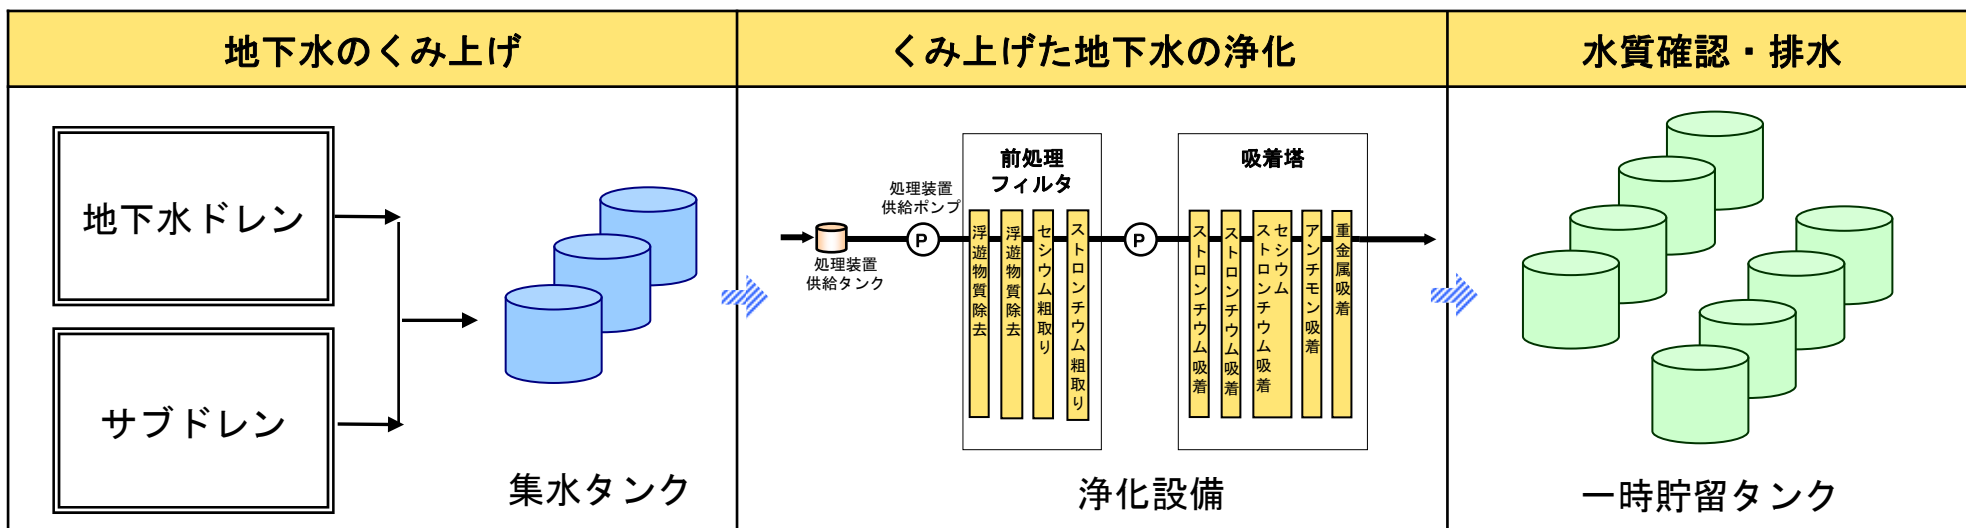 地下水のくみ上げ
くみ上げた地下水の浄化
水質確認・排水
地下水ドレン
サブドレン
集水タンク
処理装置
供給タンク
処理装置
供給ポンプ
P
前処理
フィルタ
浮遊物質除去
浮遊物質除去
セシウム粗取り
ストロンチウム粗取り
P
吸着塔
ストロンチウム吸着
ストロンチウム吸着
セシウム
ストロンチウム吸着
アンチモン吸着
重金属吸着
浄化設備
一時貯留タンク